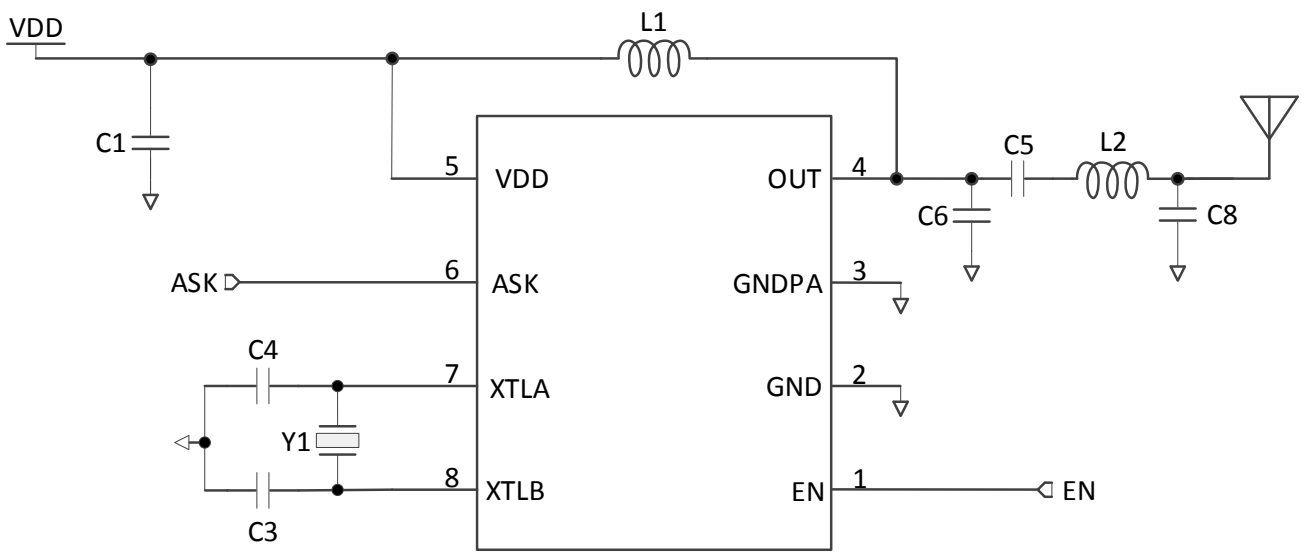 VDD
L1
C1
5 VDD
OUT 4
C5
L2
C6
C8
ASK
6 ASK
GNDPA 3
C4
7 XTLA
GND 2
Y1
8 XTLB
EN 1
EN
C3